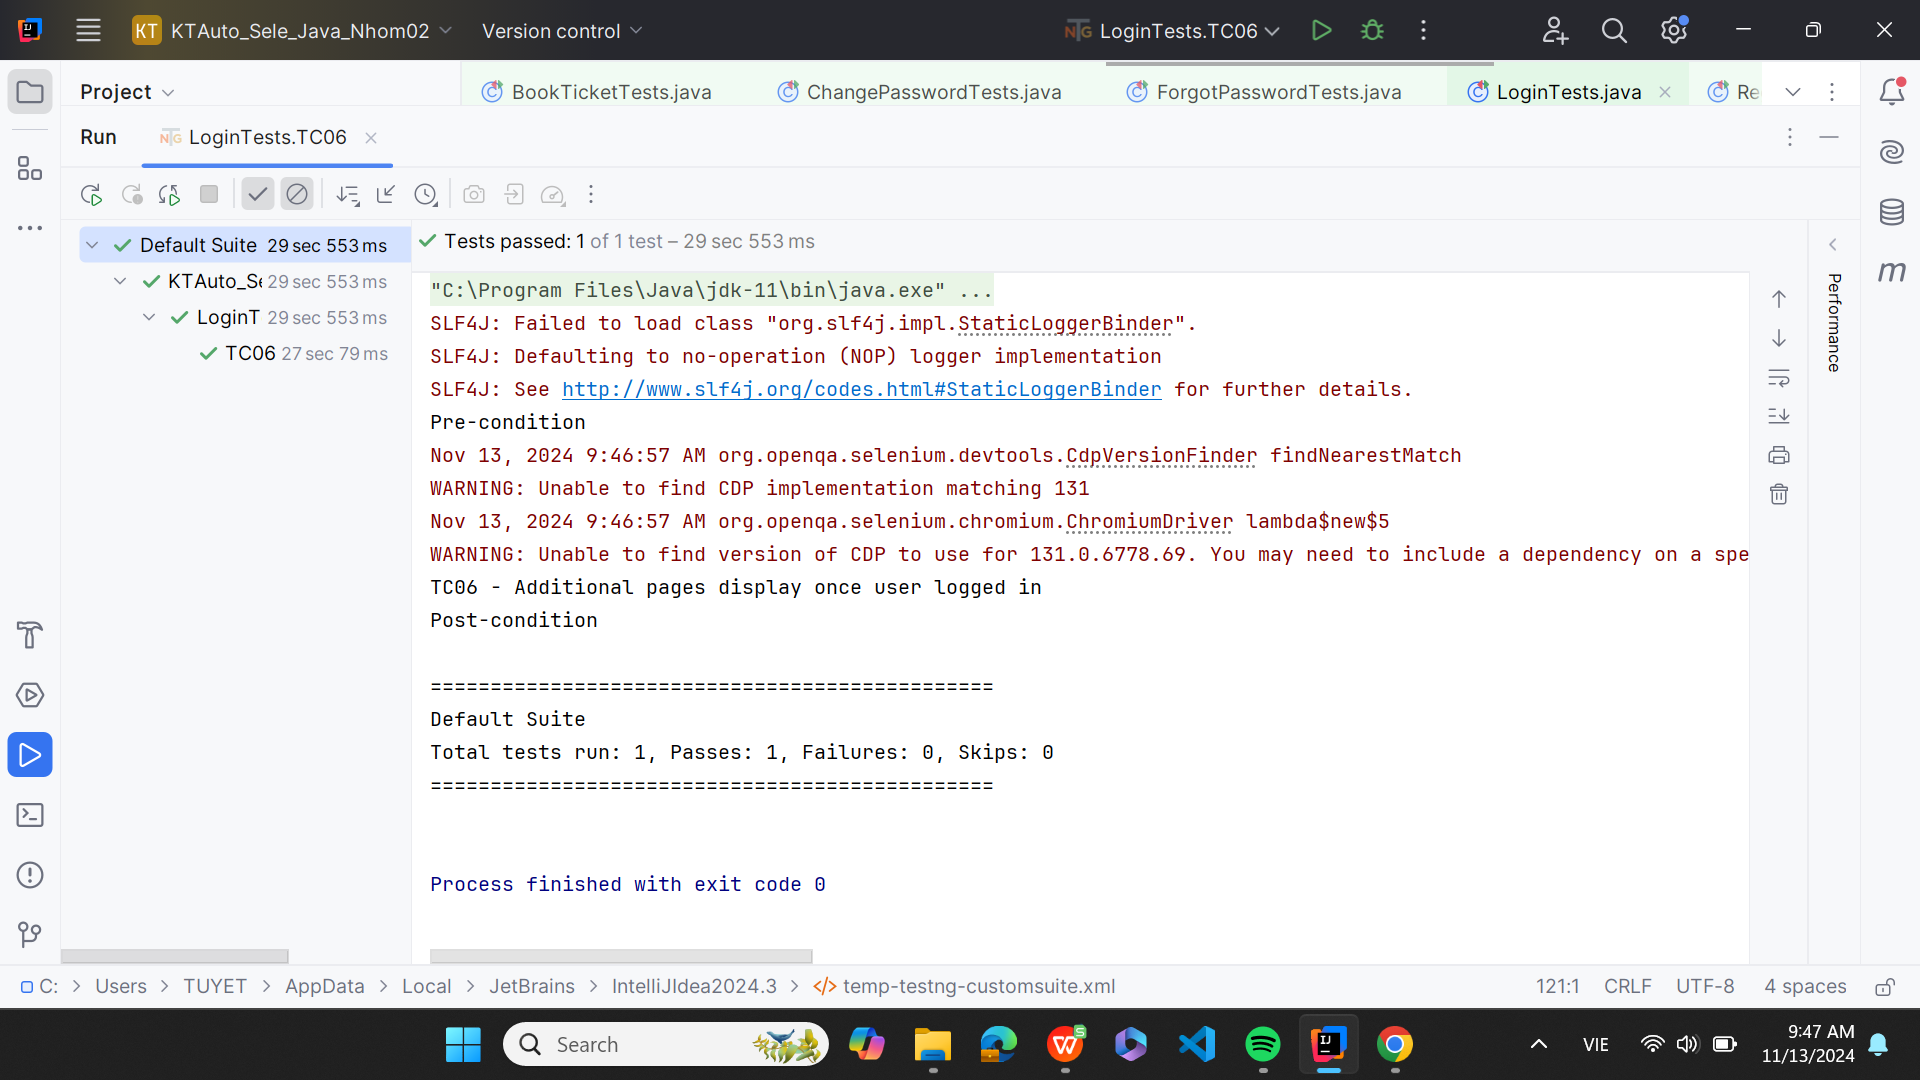 KT KTAuto_Sele_Java_Nhom02 Version control LoginTests.TC06
Project BookTicketTests.java ChangePasswordTests.java ForgotPasswordTests.java LoginTests.java Re
Run LoginTests.TC06
Default Suite 29 sec 553 ms
KTAuto_Se 29 sec 553 ms
LoginT 29 sec 553 ms
TC06 27 sec 79 ms
Tests passed: 1 of 1 test – 29 sec 553 ms
"C:\Program Files\Java\jdk-11\bin\java.exe" ...
SLF4J: Failed to load class "org.slf4j.impl.StaticLoggerBinder".
SLF4J: Defaulting to no-operation (NOP) logger implementation
SLF4J: See http://www.slf4j.org/codes.html#StaticLoggerBinder for further details.
Pre-condition
Nov 13, 2024 9:46:57 AM org.openqa.selenium.devtools.CdpVersionFinder findNearestMatch
WARNING: Unable to find CDP implementation matching 131
Nov 13, 2024 9:46:57 AM org.openqa.selenium.chromium.ChromiumDriver lambda$new$5
WARNING: Unable to find version of CDP to use for 131.0.6778.69. You may need to include a dependency on a spe
TC06 - Additional pages display once user logged in
Post-condition
===============================================
Default Suite
Total tests run: 1, Passes: 1, Failures: 0, Skips: 0
===============================================
Process finished with exit code 0
Performance
m
C: > Users > TUYET > AppData > Local > JetBrains > IntelliJIdea2024.3 > </> temp-testng-customsuite.xml 121:1 CRLF UTF-8 4 spaces
Search VIE 9:47 AM
11/13/2024